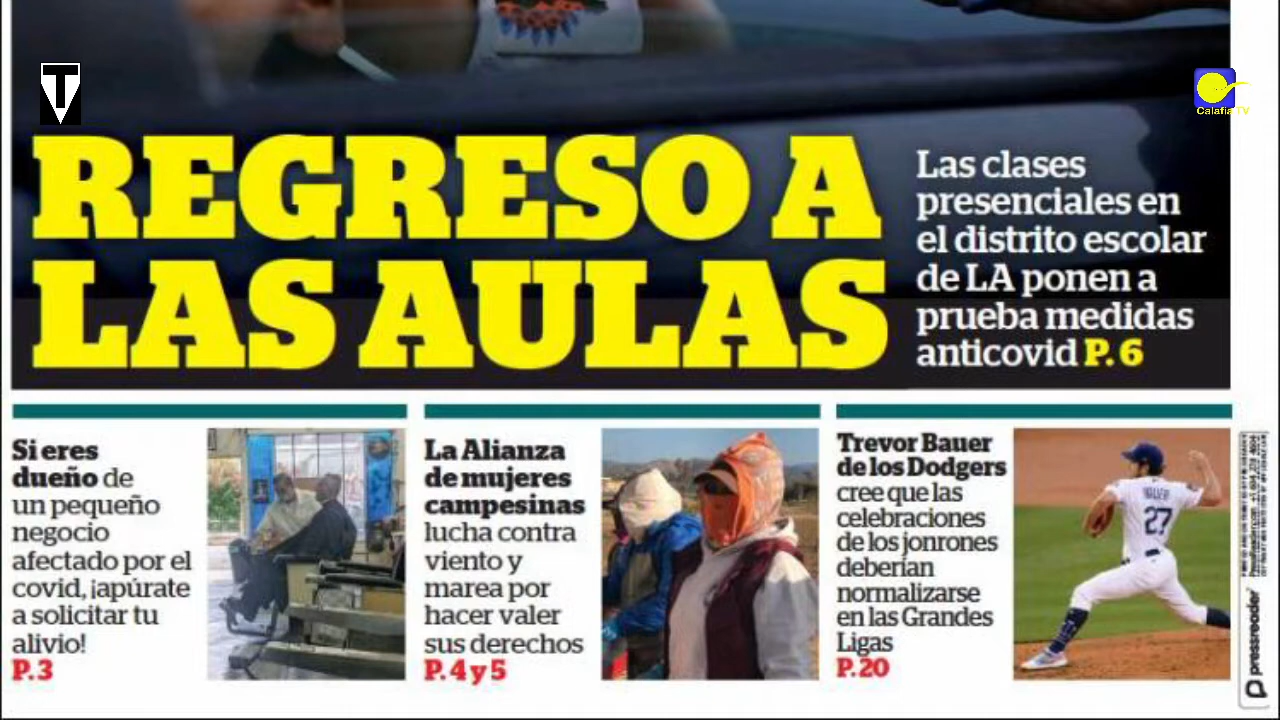 T
Calafia TV
REGRESO A
LAS AULAS
Las clases
presenciales en
el distrito escolar
de LA ponen a
prueba medidas
anticovid P. 6
Si eres
dueño de
un pequeño
negocio
afectado por el
covid, ¡apúrate
a solicitar tu
alivio!
P.3
La Alianza
de mujeres
campesinas
lucha contra
viento y
marea por
hacer valer
sus derechos
P. 4 y 5
Trevor Bauer
de los Dodgers
cree que las
celebraciones
de los jonrones
deberían
normalizarse
en las Grandes
Ligas
P.20
BAUER
27
pressreader